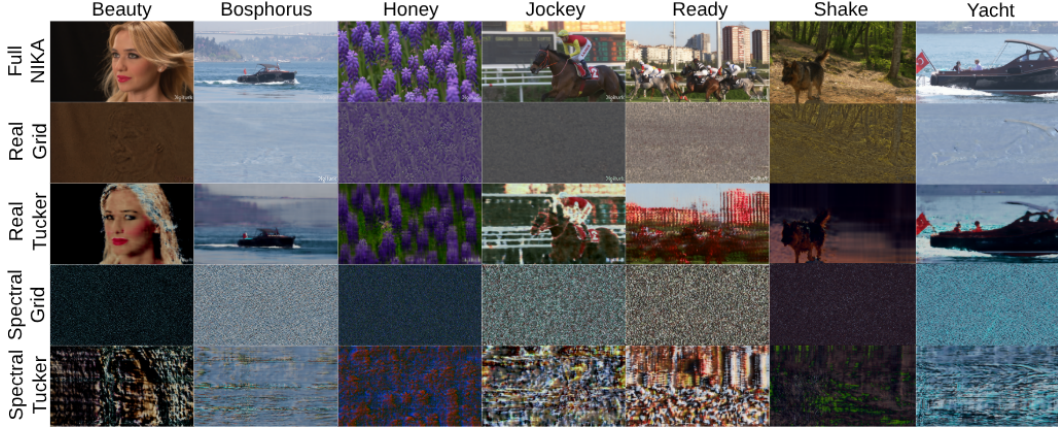 Beauty Bosphorus Honey Jockey Ready Shake Yacht
Full
NIKA
Real
Grid
Real
Tucker
Spectral
Grid
Spectral
Tucker